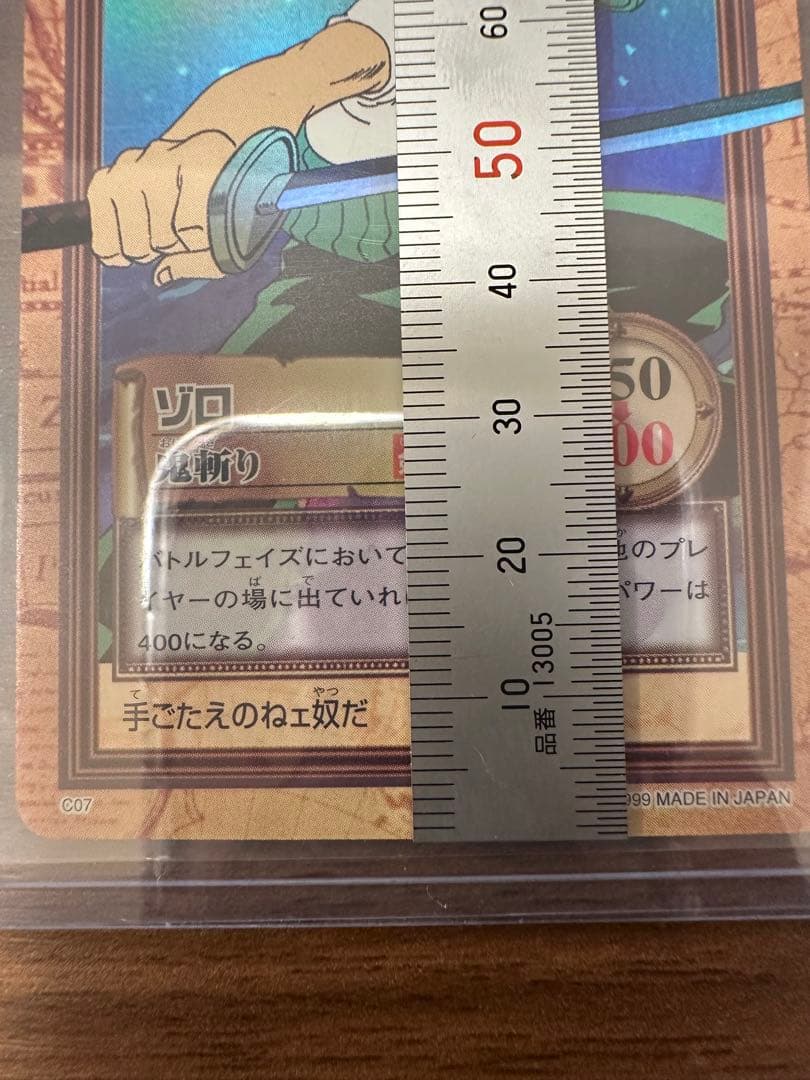 60
50
40
30
20
10
品番 13005
50
00
ゾロ
鬼斬り
バトルフェイズにおいて
他のプレ
イヤーの場に出ていれ
パワーは
400になる。
手ごたえのねェ奴だ
C07
999 MADE IN JAPAN